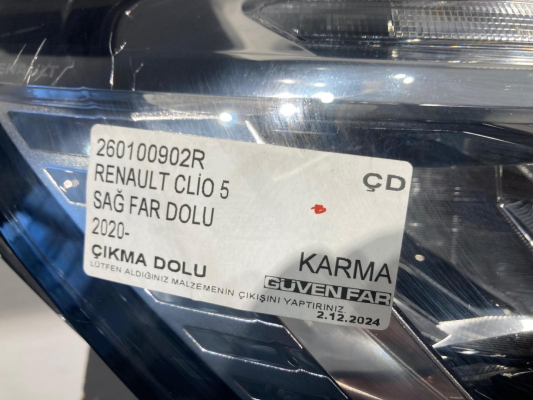 260100902R
RENAULT CLİO 5
SAĞ FAR DOLU
2020-
ÇIKMA DOLU
ÇD
KARMA
GÜVEN FAR
LÜTFEN ALDIĞINIZ MALZEMENİN ÇIKIŞINI YAPTIRINIZ.
2.12.2024